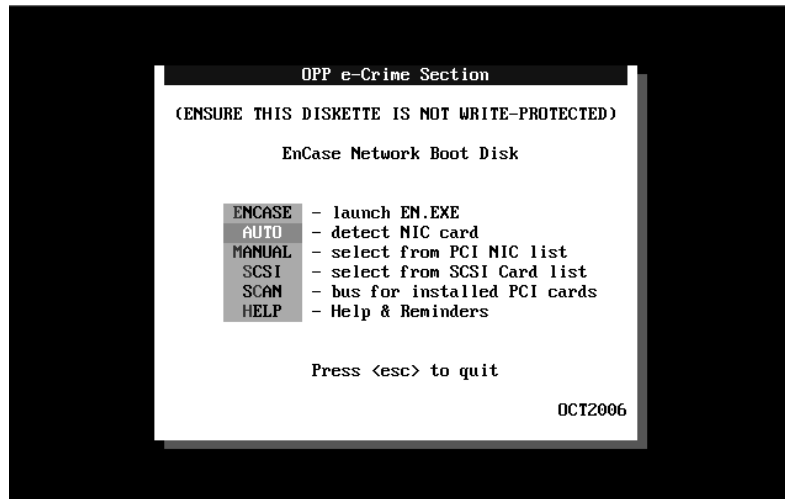 OPP e-Crime Section
(ENSURE THIS DISKETTE IS NOT WRITE-PROTECTED)
EnCase Network Boot Disk
ENCASE - launch EN.EXE
AUTO - detect NIC card
MANUAL - select from PCI NIC list
SCSI - select from SCSI Card list
SCAN - bus for installed PCI cards
HELP - Help & Reminders
Press <esc> to quit
OCT2006